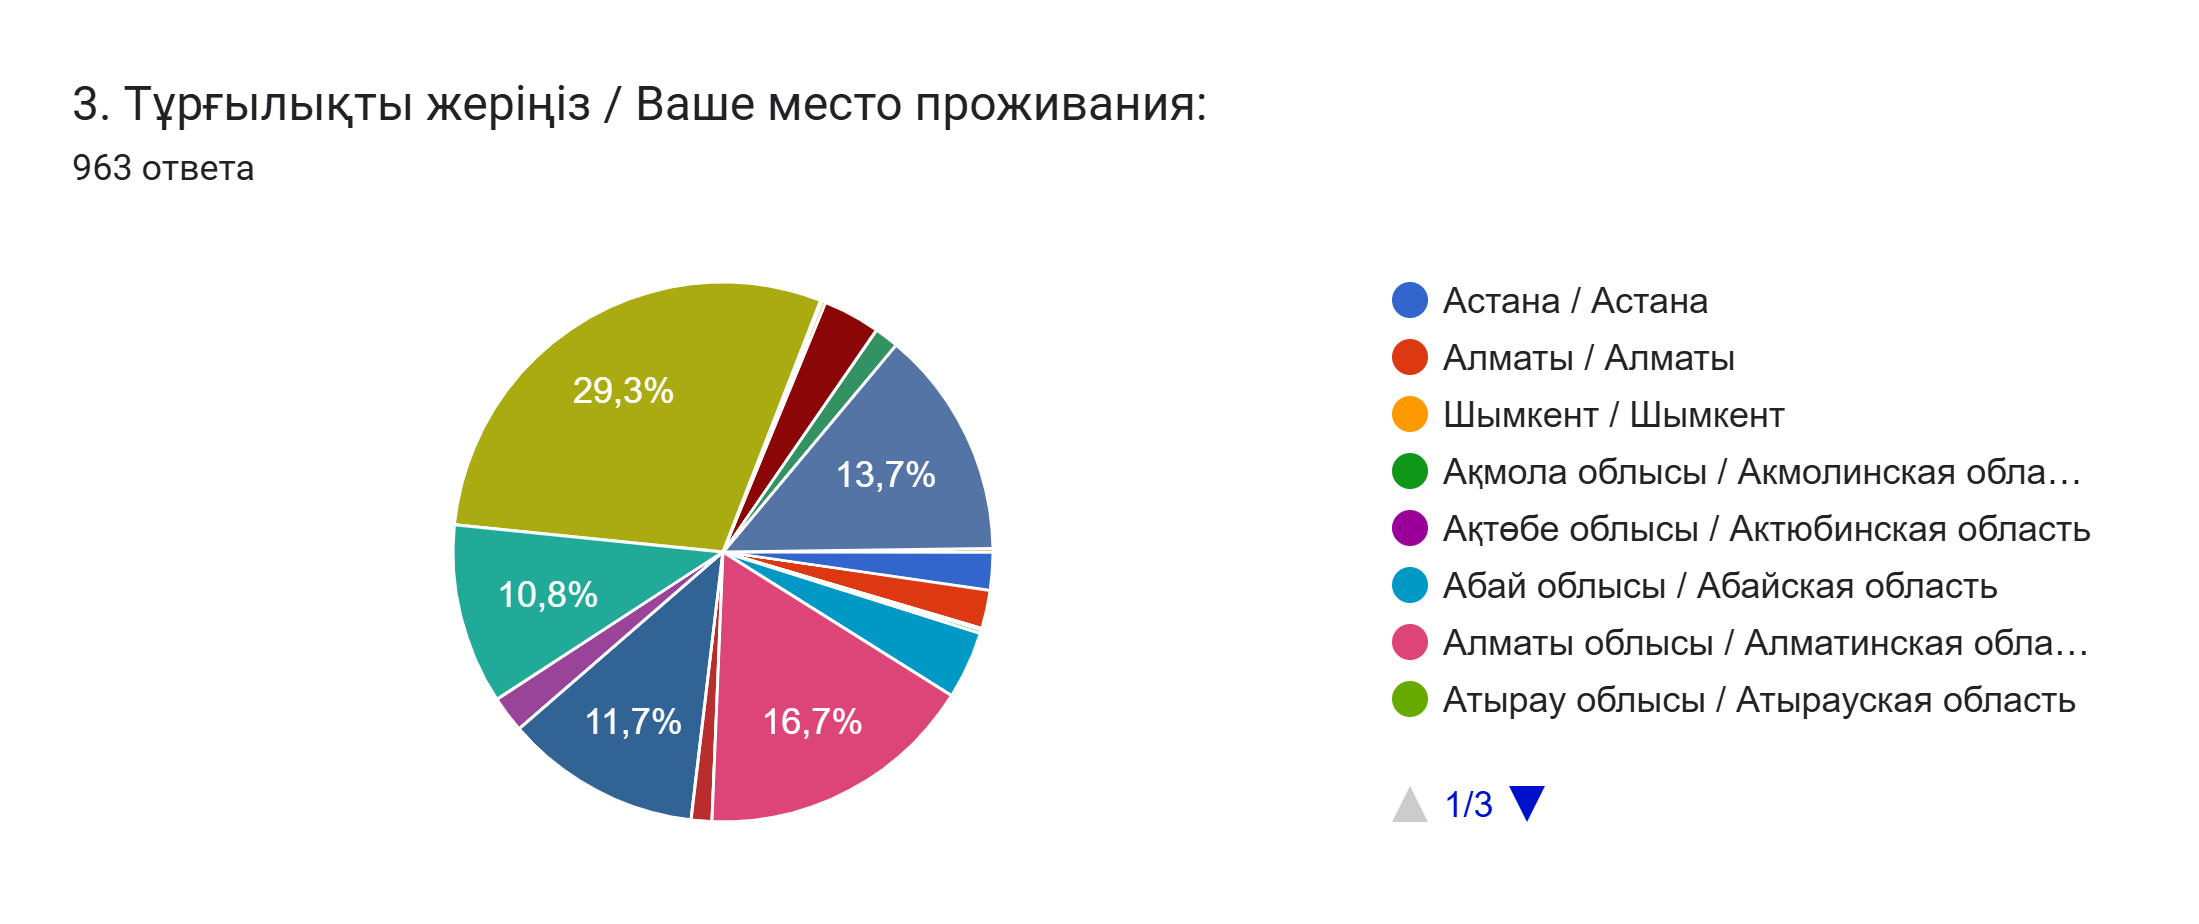 3. Тұрғылықты жеріңіз / Ваше место проживания:
963 ответа
29,3%
13,7%
10,8%
11,7%
16,7%
Астана / Астана
Алматы / Алматы
Шымкент / Шымкент
Ақмола облысы / Акмолинская обла…
Ақтөбе облысы / Актюбинская область
Абай облысы / Абайская область
Алматы облысы / Алматинская обла…
Атырау облысы / Атырауская область
1/3